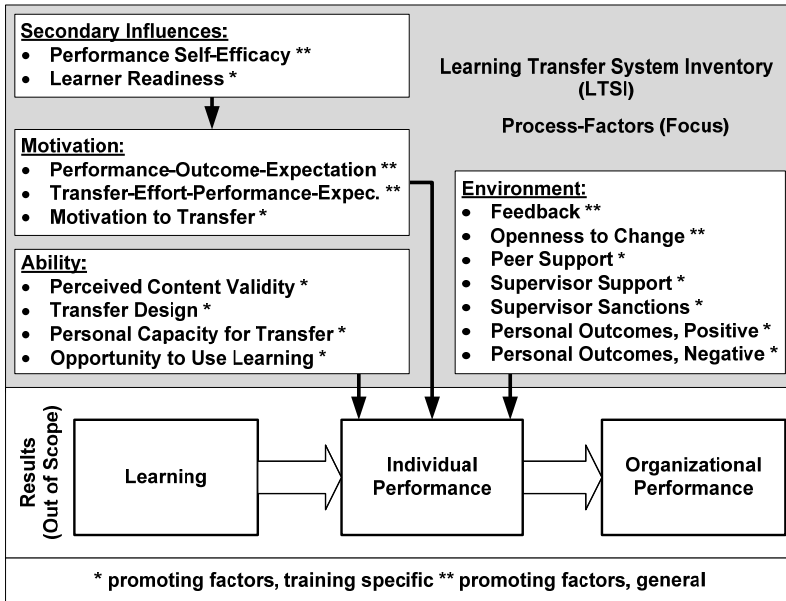 Secondary Influences:
• Performance Self-Efficacy **
• Learner Readiness *
Learning Transfer System Inventory
(LTSI)
Process-Factors (Focus)
Motivation:
• Performance-Outcome-Expectation **
• Transfer-Effort-Performance-Expec. **
• Motivation to Transfer *
Environment:
• Feedback **
• Openness to Change **
• Peer Support *
• Supervisor Support *
• Supervisor Sanctions *
• Personal Outcomes, Positive *
• Personal Outcomes, Negative *
Ability:
• Perceived Content Validity *
• Transfer Design *
• Personal Capacity for Transfer *
• Opportunity to Use Learning *
Results
(Out of Scope)
Learning
Individual
Performance
Organizational
Performance
* promoting factors, training specific ** promoting factors, general